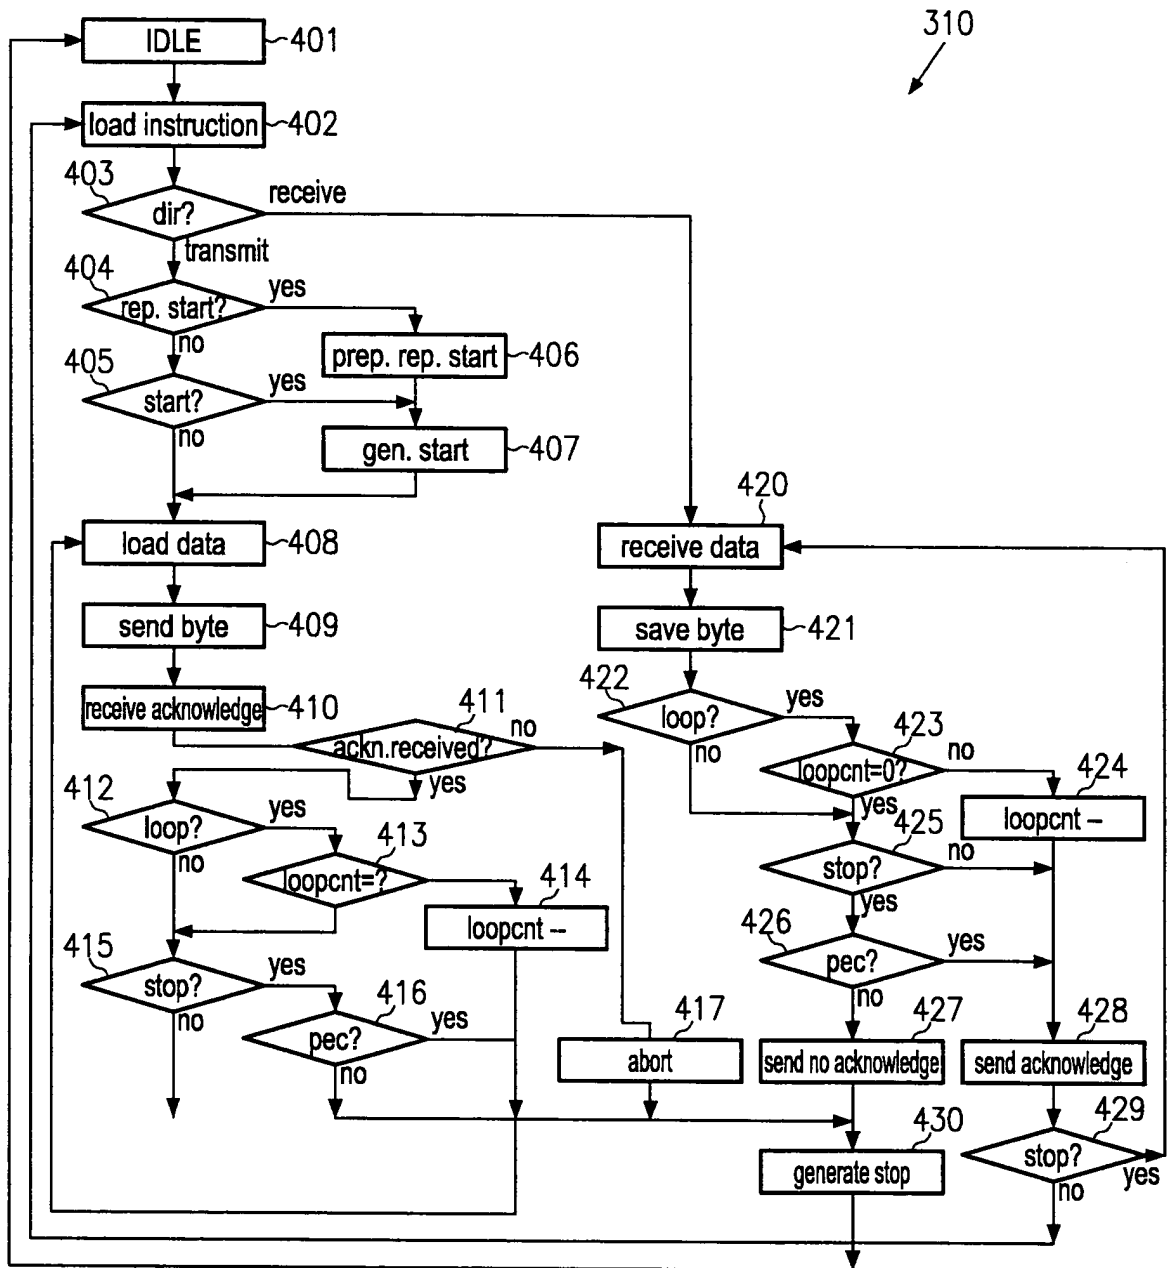 310
IDLE 401
load instruction 402
403
dir?
receive
transmit
404
rep. start?
yes
no
prep. rep. start 406
405
start?
yes
no
gen. start 407
load data 408
send byte 409
receive acknowledge 410
411
ackn.received?
no
yes
412
loop?
yes
no
413
loopcnt=?
414
loopcnt –
415
stop?
yes
no
416
pec?
yes
no
417
abort
420
receive data
save byte 421
422
loop?
yes
no
423
loopcnt=0?
no
yes
424
loopcnt –
425
stop?
no
yes
426
pec?
yes
no
427
send no acknowledge
428
send acknowledge
429
stop?
yes
no
430
generate stop